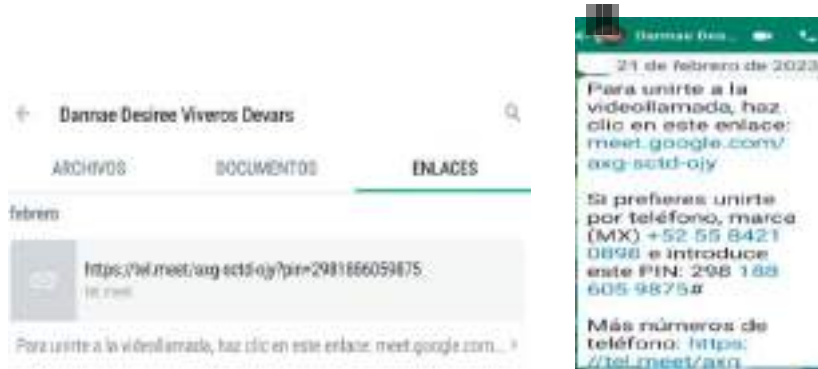 Dannae Desiree Viveros Devars
ARCHIVOS DOCUMENTOS ENLACES
febrero
https://tel.meet/axg-sctd-ojy?pin=2981886059875
tel.meet
Para unirte a la videollamada, haz clic en este enlace: meet.google.com...
Dannae Des...
21 de febrero de 2023
Para unirte a la
videollamada, haz
clic en este enlace:
meet.google.com/
axg-sctd-ojy
Si prefieres unirte
por teléfono, marca
(MX) +52 55 8421
0898 e introduce
este PIN: 298 188
605 9875#
Más números de
teléfono: https:
//tel.meet/axg